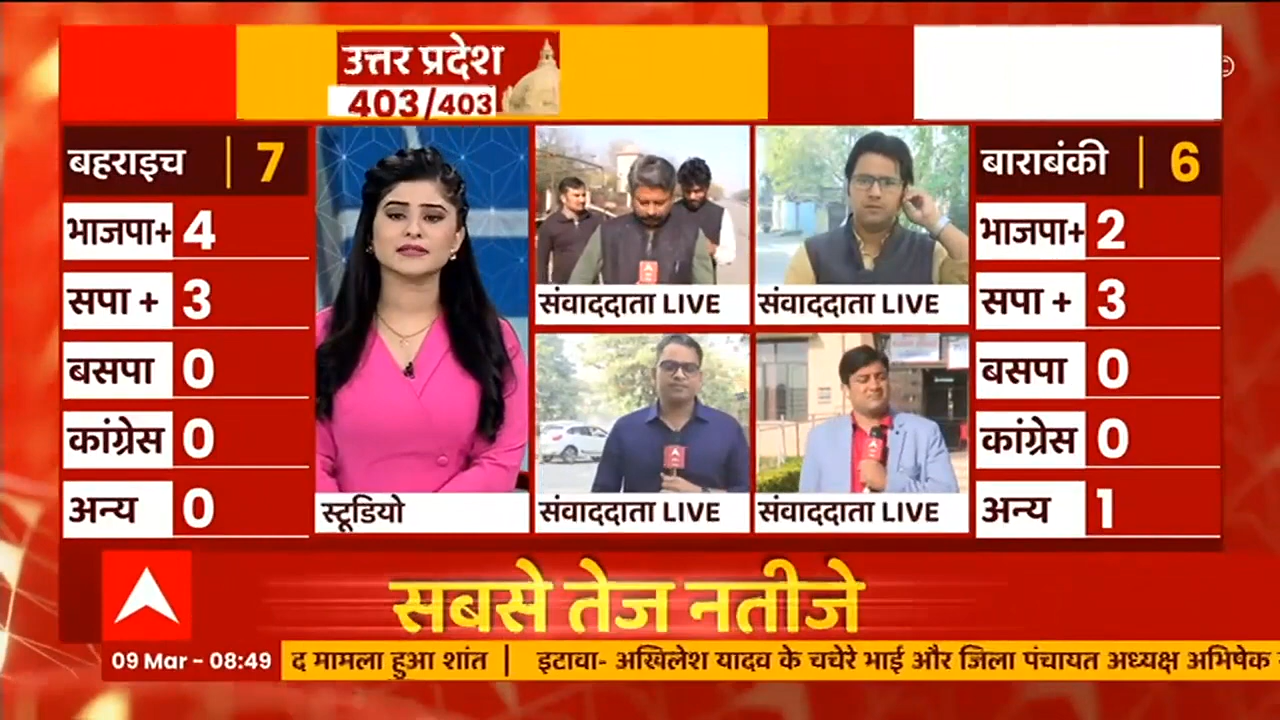 उत्तर प्रदेश
403/403
बहराइच 7
भाजपा+ 4
सपा + 3
बसपा 0
कांग्रेस 0
अन्य 0
संवाददाता LIVE
संवाददाता LIVE
स्टूडियो
संवाददाता LIVE
संवाददाता LIVE
बाराबंकी 6
भाजपा+ 2
सपा + 3
बसपा 0
कांग्रेस 0
अन्य 1
सबसे तेज नतीजे
09 Mar - 08:49
द मामला हुआ शांत | इटावा- अखिलेश यादव के चचेरे भाई और जिला पंचायत अध्यक्ष अभिषेक